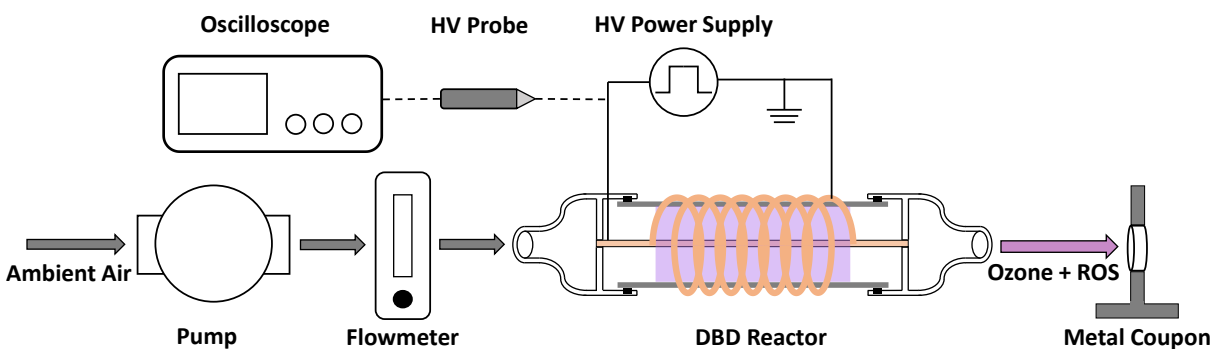 Oscilloscope
HV Probe
HV Power Supply
Ambient Air
Pump
Flowmeter
DBD Reactor
Ozone + ROS
Metal Coupon